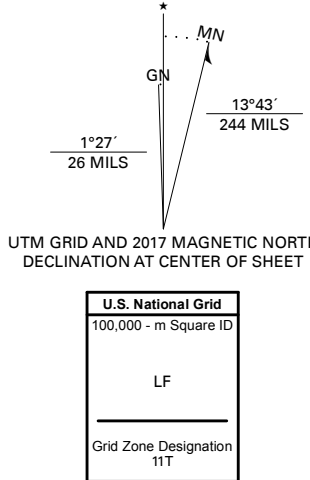 ★
MN
GN
13°43´
244 MILS
1°27´
26 MILS
UTM GRID AND 2017 MAGNETIC NORT
DECLINATION AT CENTER OF SHEET
U.S. National Grid
100,000 - m Square ID
LF
Grid Zone Designation
11T